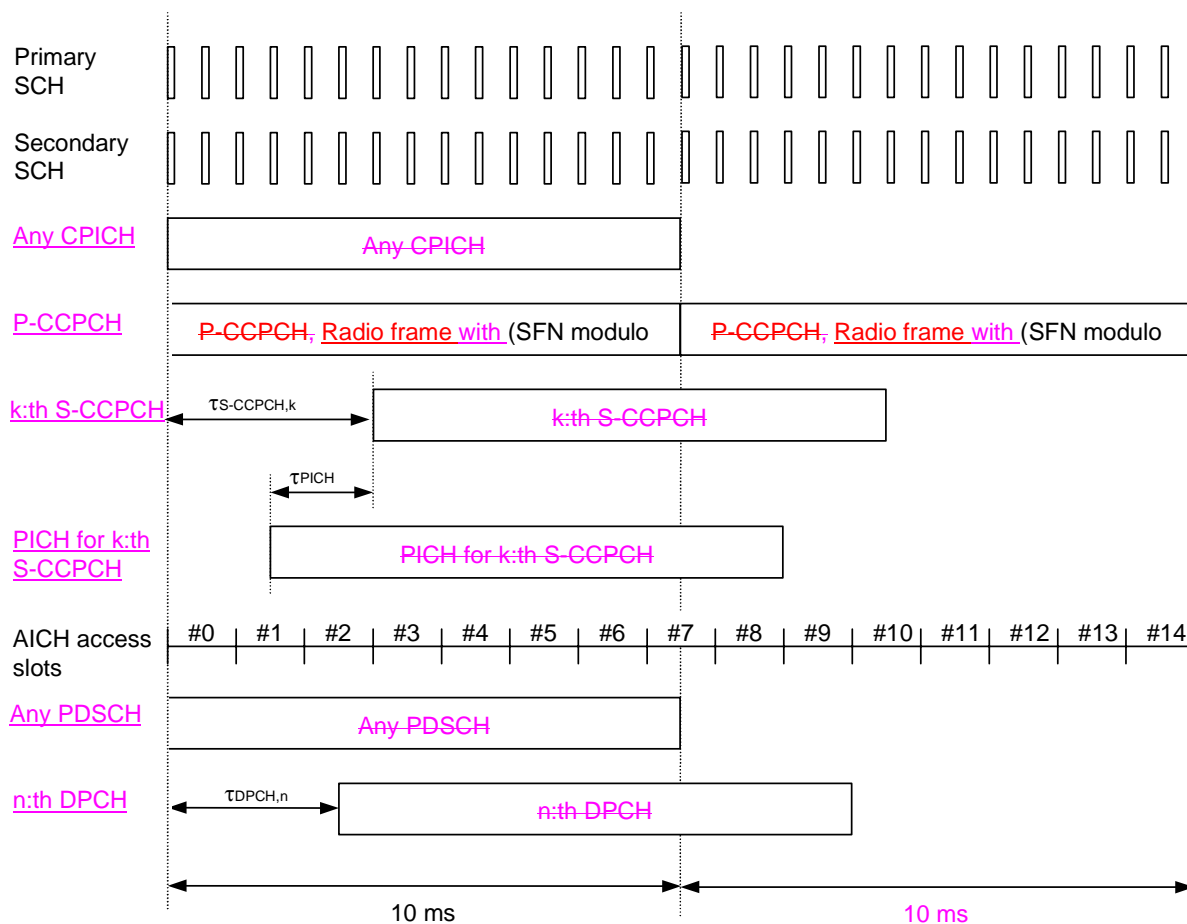 Primary
SCH
Secondary
SCH
Any CPICH
Any CPICH
P-CCPCH
P-CCPCH, Radio frame with (SFN modulo
P-CCPCH, Radio frame with (SFN modulo
k:th S-CCPCH
τS-CCPCH,k
k:th S-CCPCH
τPICH
PICH for k:th
S-CCPCH
PICH for k:th S-CCPCH
AICH access
slots
#0 #1 #2 #3 #4 #5 #6 #7 #8 #9 #10 #11 #12 #13 #14
Any PDSCH
Any PDSCH
n:th DPCH
τDPCH,n
n:th DPCH
10 ms
10 ms